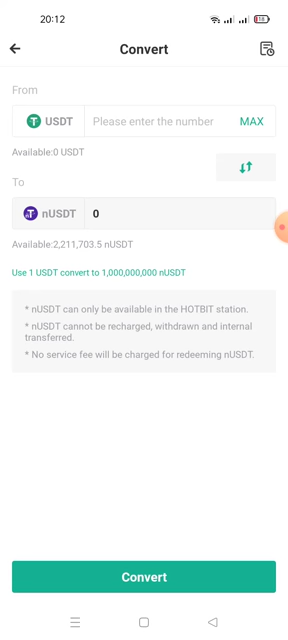 20:12
18
Convert
From
USDT
Please enter the number
MAX
Available:0 USDT
To
nUSDT
0
Available:2,211,703.5 nUSDT
Use 1 USDT convert to 1,000,000,000 nUSDT
* nUSDT can only be available in the HOTBIT station.
* nUSDT cannot be recharged, withdrawn and internal
transferred.
* No service fee will be charged for redeeming nUSDT.
Convert